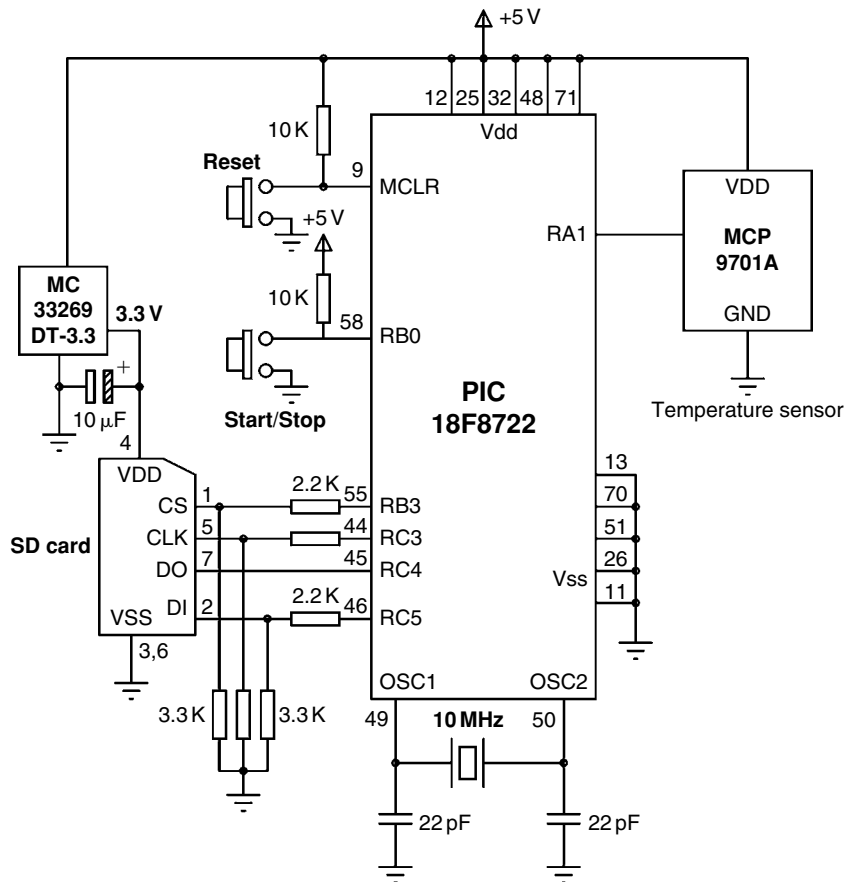 +5 V
12 25 32 48 71
Vdd
10 K
Reset
9
MCLR
+5 V
VDD
RA1
MCP
9701A
GND
Temperature sensor
MC
33269
DT-3.3
3.3 V
10 K
58
RB0
Start/Stop
+
10 µF
PIC
18F8722
4
VDD
SD card
CS
1
2.2 K
55
RB3
CLK
5
44
RC3
DO
7
45
RC4
DI
2
2.2 K
46
RC5
VSS
3,6
13
70
51
26
Vss
11
3.3 K
3.3 K
OSC1
OSC2
49
10 MHz
50
22 pF
22 pF